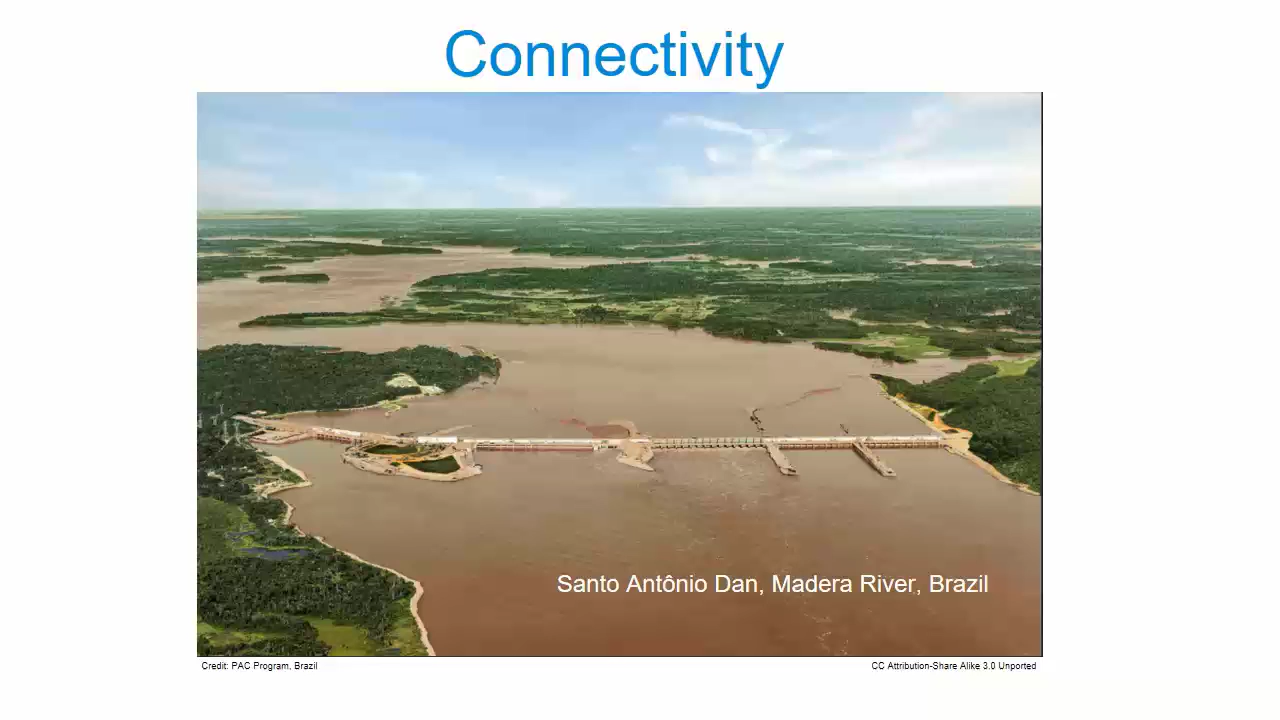 Connectivity
Santo Antônio Dan, Madera River, Brazil
Credit: PAC Program, Brazil
CC Attribution-Share Alike 3.0 Unported